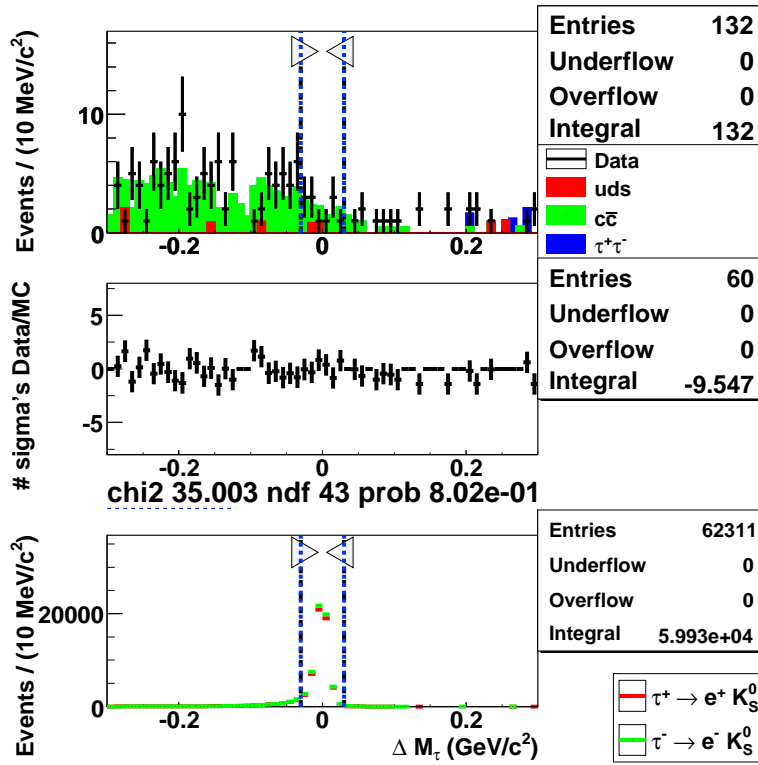 Entries 132
Underflow 0
Overflow 0
Integral 132
Data
uds
cc̅
τ⁺τ⁻
Events / (10 MeV/c²)
10
0
-0.2 0 0.2
Entries 60
Underflow 0
Overflow 0
Integral -9.547
# sigma's Data/MC
5
0
-5
-0.2 0 0.2
chi2 35.003 ndf 43 prob 8.02e-01
Entries 62311
Underflow 0
Overflow 0
Integral 5.993e+04
Events / (10 MeV/c²)
20000
0
-0.2 0 0.2
Δ M_τ (GeV/c²)
τ⁺ → e⁺ K_S⁰
τ⁻ → e⁻ K_S⁰